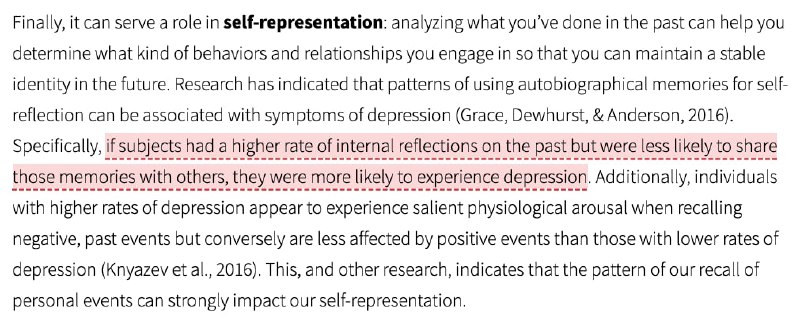 Finally, it can serve a role in self-representation: analyzing what you’ve done in the past can help you
determine what kind of behaviors and relationships you engage in so that you can maintain a stable
identity in the future. Research has indicated that patterns of using autobiographical memories for self-
reflection can be associated with symptoms of depression (Grace, Dewhurst, & Anderson, 2016).
Specifically, if subjects had a higher rate of internal reflections on the past but were less likely to share
those memories with others, they were more likely to experience depression. Additionally, individuals
with higher rates of depression appear to experience salient physiological arousal when recalling
negative, past events but conversely are less affected by positive events than those with lower rates of
depression (Knyazev et al., 2016). This, and other research, indicates that the pattern of our recall of
personal events can strongly impact our self-representation.